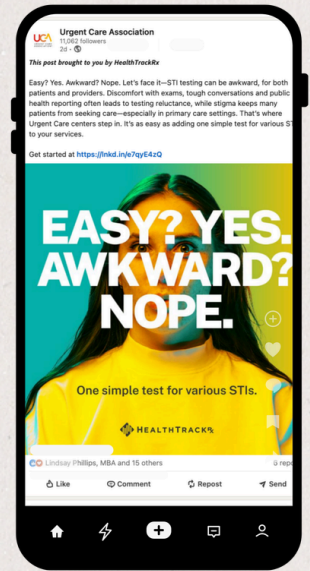 UCA
Urgent Care Association
11,062 followers
2d •
This post brought to you by HealthTrackRx
Easy? Yes. Awkward? Nope. Let's face it—STI testing can be awkward, for both
patients and providers. Discomfort with exams, tough conversations and public
health reporting often leads to testing reluctance, while stigma keeps many
patients from seeking care—especially in primary care settings. That's where
Urgent Care centers step in. It's as easy as adding one simple test for various ST
to your services.
Get started at https://lnkd.in/e7qyE4zQ
EASY? YES.
AWKWARD?
NOPE.
One simple test for various STIs.
HEALTHTRACKRx
Lindsay Phillips, MBA and 15 others
repo
Like Comment Repost Send